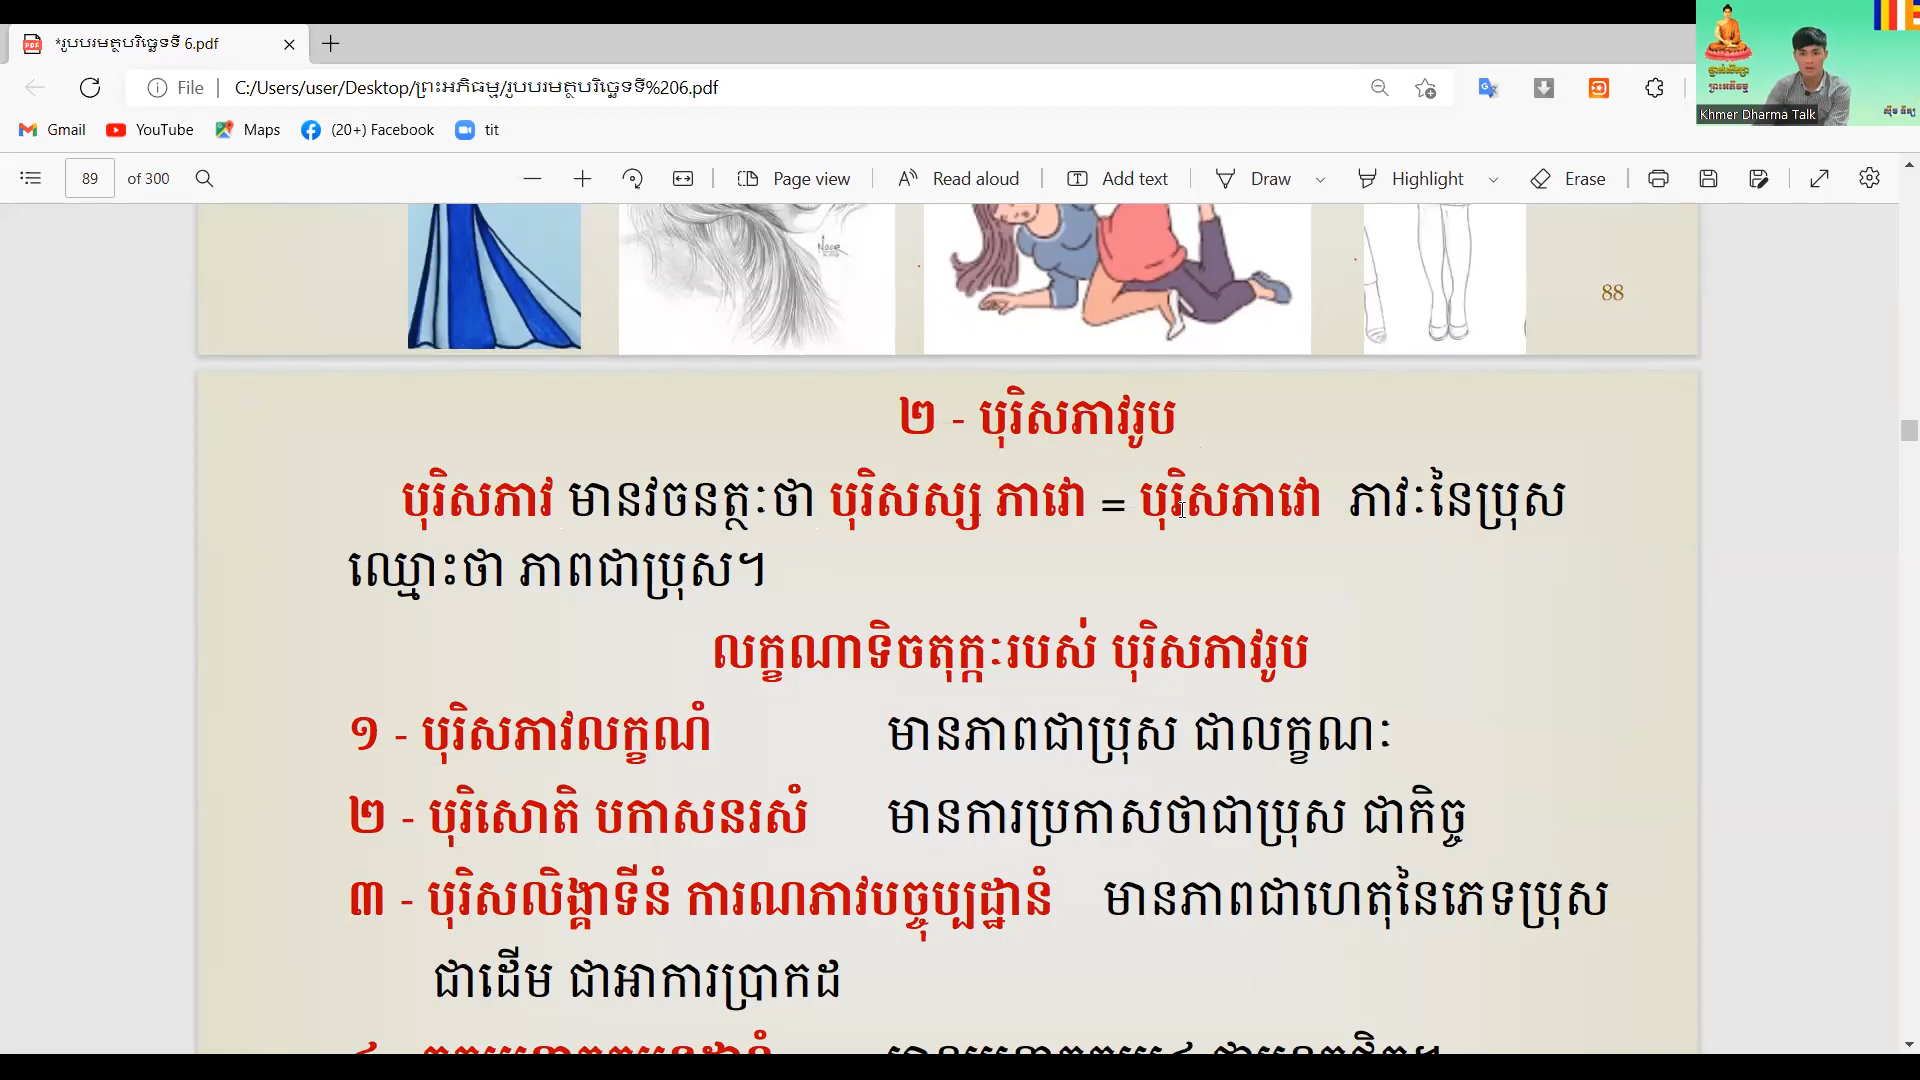 *រូបបរមត្ថបរិច្ឆេទទី 6.pdf
File C:/Users/user/Desktop/ព្រះអភិធម្ម/រូបបរមត្ថបរិច្ឆេទទី%206.pdf
Gmail YouTube Maps (20+) Facebook tit
89 of 300 Page view Read aloud Add text Draw Highlight Erase
Khmer Dharma Talk
88
២ - បុរិសភាវរូប
បុរិសភាវ មានវចនត្ថៈថា បុរិសស្ស ភាវោ = បុរិសភាវោ ភាវៈនៃប្រុស
ឈ្មោះថា ភាពជាប្រុស។
លក្ខណាទិចតុក្កៈរបស់ បុរិសភាវរូប
១ - បុរិសភាវលក្ខណំ មានភាពជាប្រុស ជាលក្ខណៈ
២ - បុរិសោតិ បកាសនរសំ មានការប្រកាសថាជាប្រុស ជាកិច្ច
៣ - បុរិសលិង្គាទីនំ ការណភាវបច្ចុប្បដ្ឋានំ មានភាពជាហេតុនៃភេទប្រុស
ជាដើម ជាអាការប្រាកដ